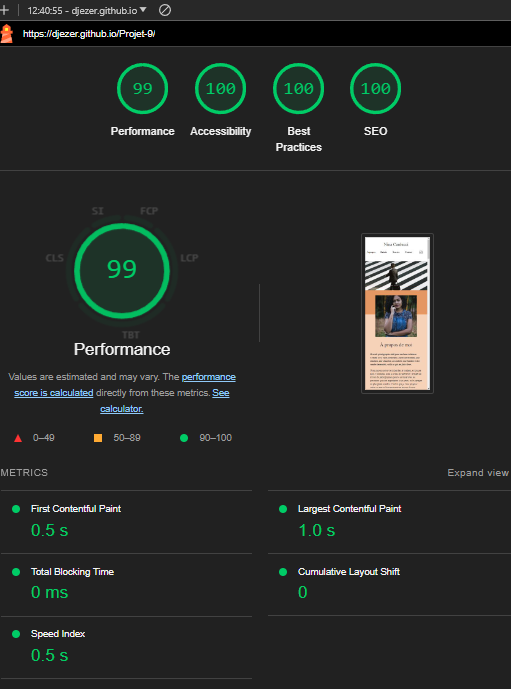 12:40:55 - djezer.github.io
https://djezer.github.io/Projet-9/
99
100
100
100
Performance
Accessibility
Best
Practices
SEO
SI
FCP
CLS
LCP
TBT
99
Performance
Values are estimated and may vary. The performance
score is calculated directly from these metrics. See
calculator.
0–49
50–89
90–100
Nina Carducci
À propos de moi
METRICS
Expand view
First Contentful Paint
0.5 s
Largest Contentful Paint
1.0 s
Total Blocking Time
0 ms
Cumulative Layout Shift
0
Speed Index
0.5 s